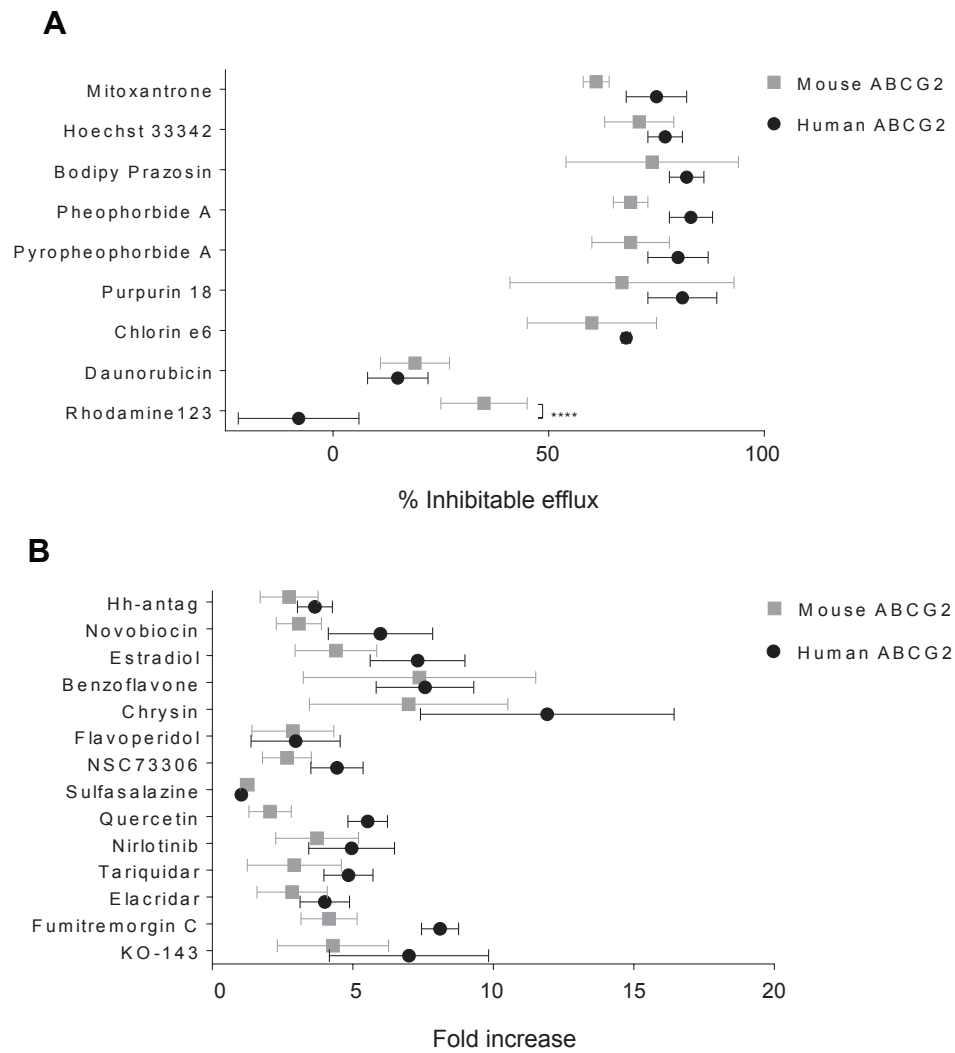 A
Mitoxantrone
Hoechst 33342
Bodipy Prazosin
Pheophorbide A
Pyropheophorbide A
Purpurin 18
Chlorin e6
Daunorubicin
Rhodamine123
****
Mouse ABCG2
Human ABCG2
0 50 100
% Inhibitable efflux
B
Hh-antag
Novobiocin
Estradiol
Benzoflavone
Chrysin
Flavoperidol
NSC73306
Sulfasalazine
Quercetin
Nirlotinib
Tariquidar
Elacridar
Fumitremorgin C
KO-143
Mouse ABCG2
Human ABCG2
0 5 10 15 20
Fold increase